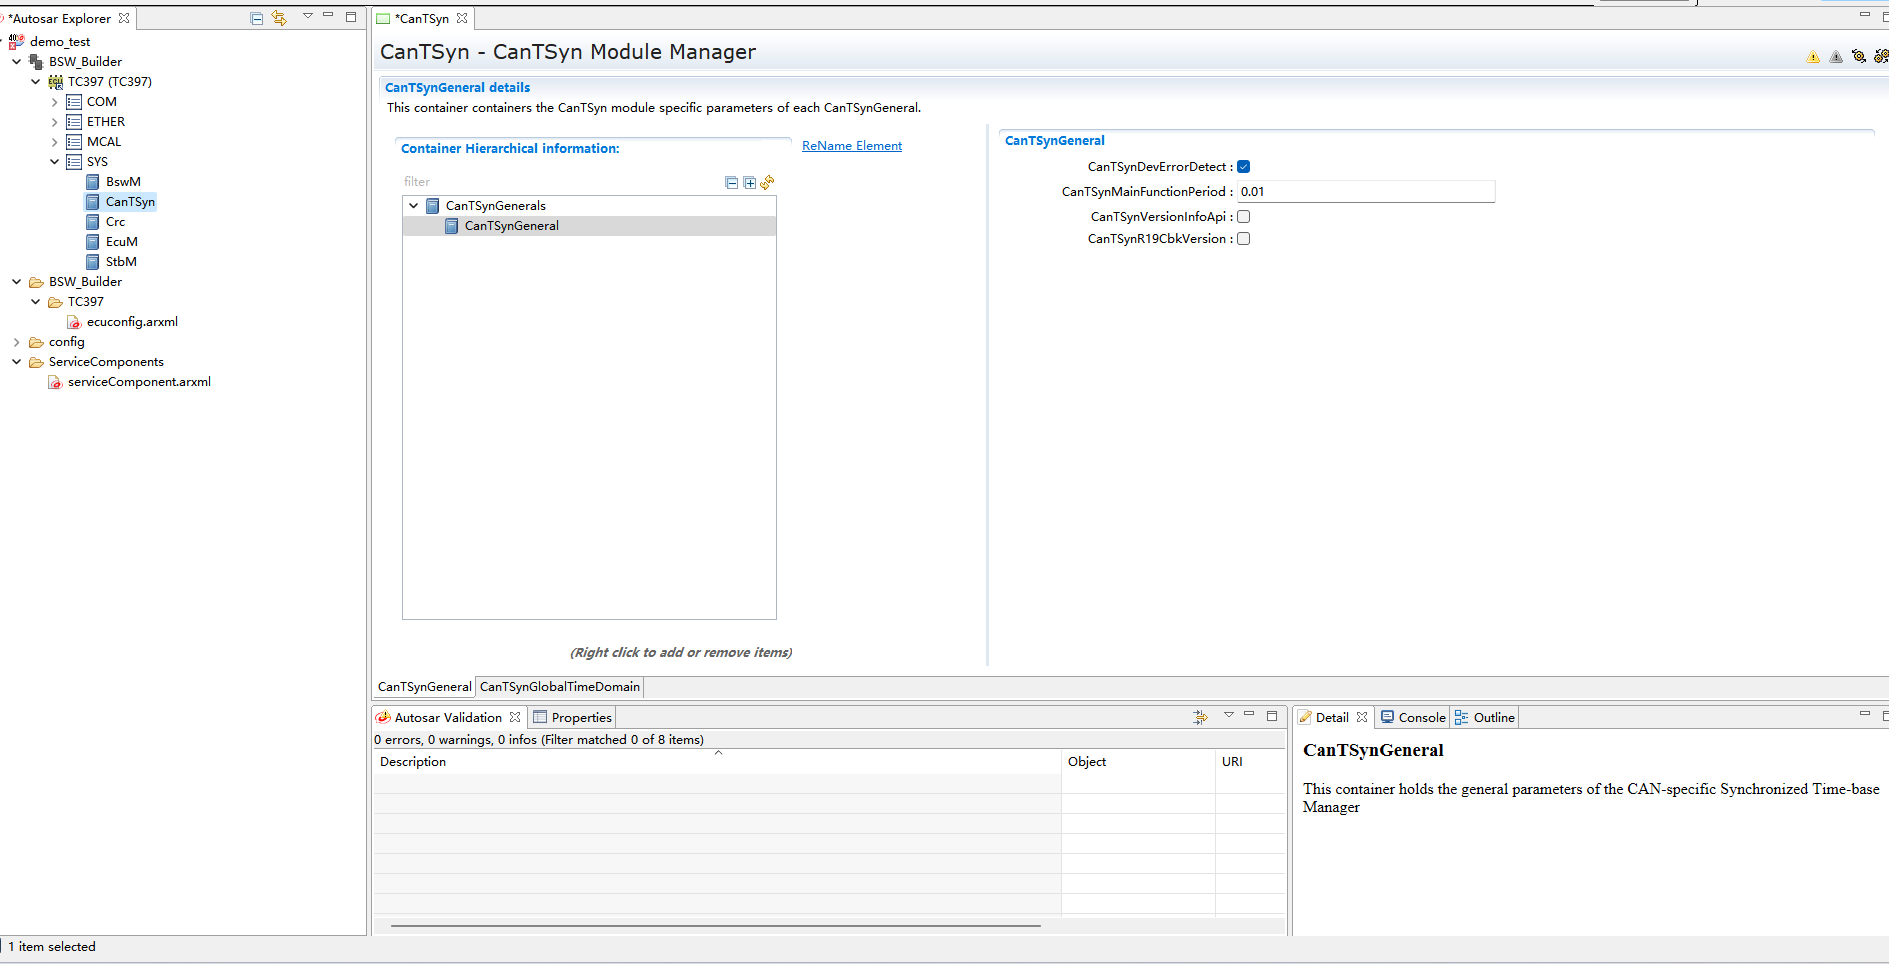 *Autosar Explorer
demo_test
BSW_Builder
TC397 (TC397)
COM
ETHER
MCAL
SYS
BswM
CanTSyn
Crc
EcuM
StbM
BSW_Builder
TC397
ecuconfig.arxml
config
ServiceComponents
serviceComponent.arxml
*CanTSyn
CanTSyn - CanTSyn Module Manager
CanTSynGeneral details
This container containers the CanTSyn module specific parameters of each CanTSynGeneral.
Container Hierarchical information:
ReName Element
filter
CanTSynGenerals
CanTSynGeneral
(Right click to add or remove items)
CanTSynGeneral
CanTSynDevErrorDetect :
CanTSynMainFunctionPeriod : 0.01
CanTSynVersionInfoApi :
CanTSynR19CbkVersion :
CanTSynGeneral CanTSynGlobalTimeDomain
Autosar Validation Properties
0 errors, 0 warnings, 0 infos (Filter matched 0 of 8 items)
Description Object URI
Detail Console Outline
CanTSynGeneral
This container holds the general parameters of the CAN-specific Synchronized Time-base
Manager
1 item selected